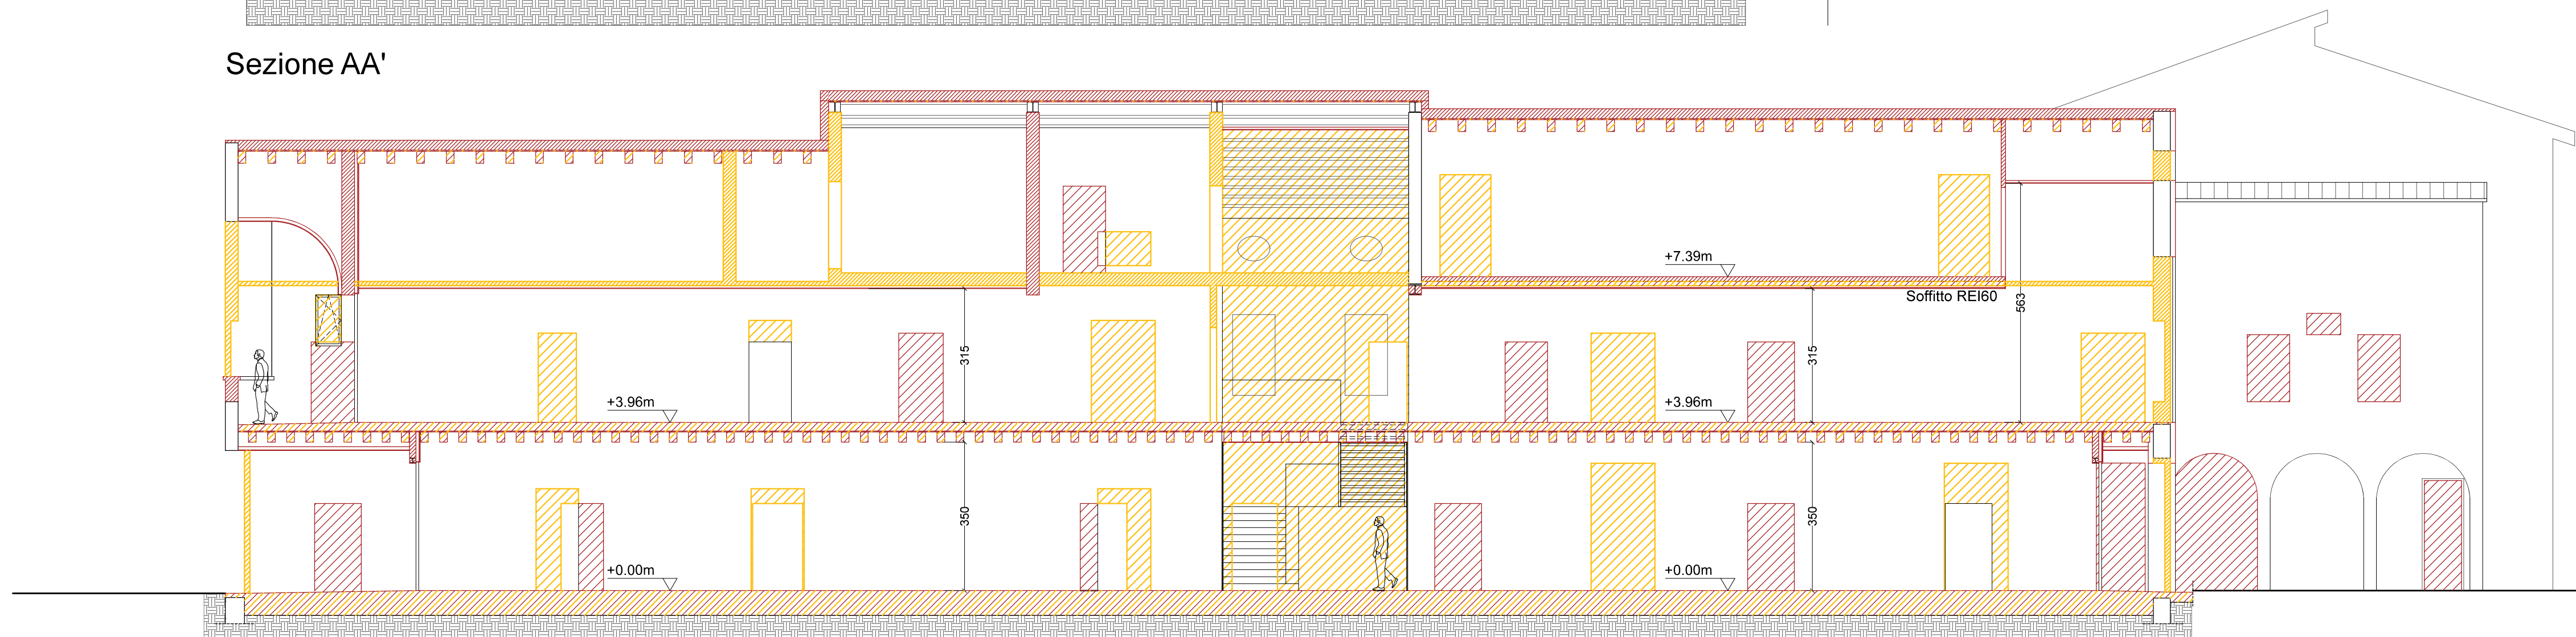 Sezione AA'
+7.39m
Soffitto REI60
563
315
315
+3.96m
+3.96m
350
350
+0.00m
+0.00m